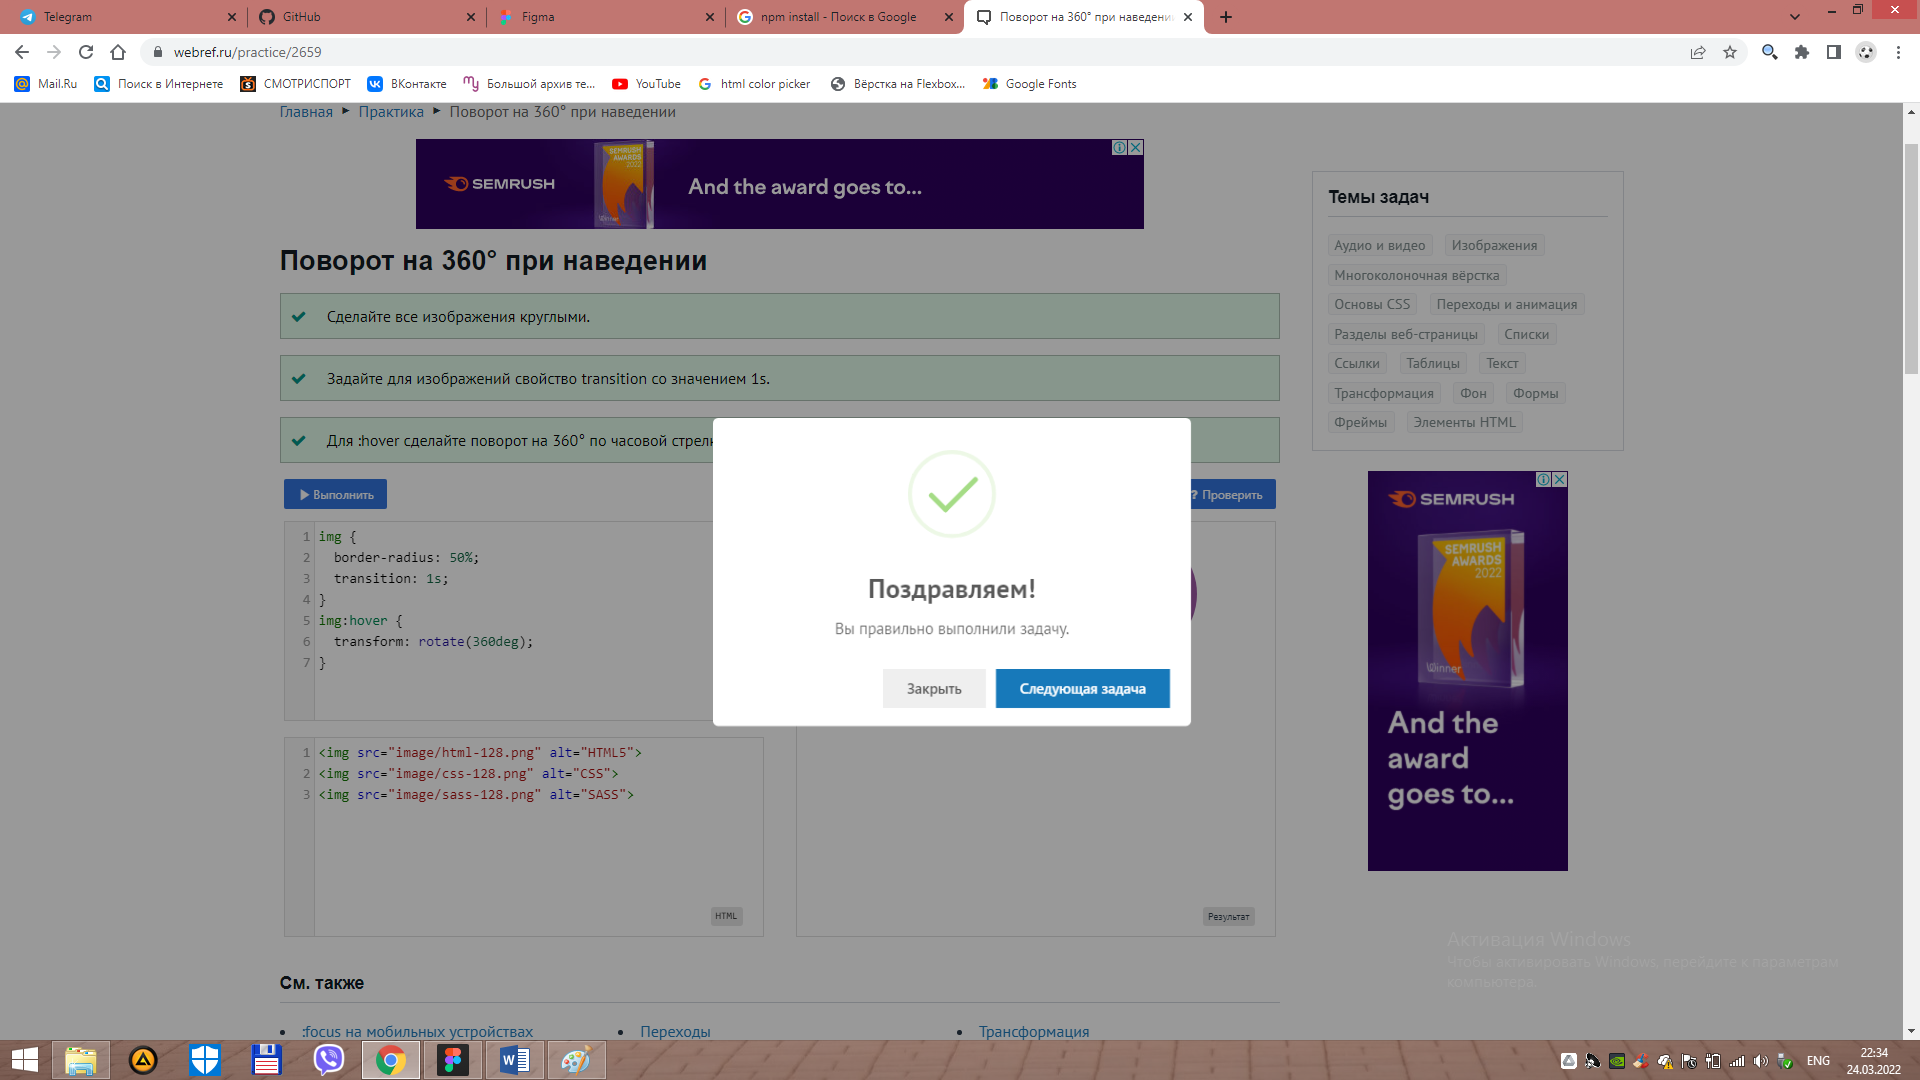 Telegram
GitHub
Figma
npm install - Поиск в Google
Поворот на 360° при наведени
webref.ru/practice/2659
Mail.Ru
Поиск в Интернете
СМОТРИСПОРТ
ВКонтакте
Большой архив те...
YouTube
html color picker
Вёрстка на Flexbox...
Google Fonts
Главная ► Практика ► Поворот на 360° при наведении
SEMRUSH
SEMRUSH AWARDS 2022
Winner
And the award goes to...
Поворот на 360° при наведении
Сделайте все изображения круглыми.
Задайте для изображений свойство transition со значением 1s.
Для :hover сделайте поворот на 360° по часовой стрел
Выполнить
? Проверить
1 img {
2 border-radius: 50%;
3 transition: 1s;
4 }
5 img:hover {
6 transform: rotate(360deg);
7 }
Поздравляем!
Вы правильно выполнили задачу.
Закрыть
Следующая задача
1 <img src="image/html-128.png" alt="HTML5">
2 <img src="image/css-128.png" alt="CSS">
3 <img src="image/sass-128.png" alt="SASS">
HTML
Результат
См. также
:focus на мобильных устройствах
Переходы
Трансформация
Темы задач
Аудио и видео Изображения
Многоколоночная вёрстка
Основы CSS Переходы и анимация
Разделы веб-страницы Списки
Ссылки Таблицы Текст
Трансформация Фон Формы
Фреймы Элементы HTML
SEMRUSH
SEMRUSH
AWARDS
2022
Winner
And the
award
goes to...
Активация Windows
Чтобы активировать Windows, перейдите к параметрам
компьютера.
ENG
22:34
24.03.2022